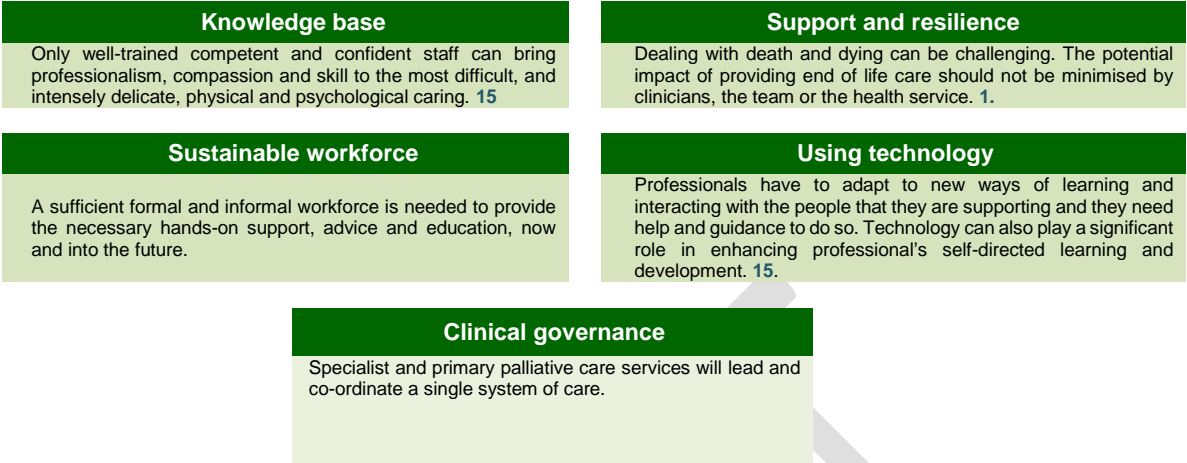 Knowledge base
Only well-trained competent and confident staff can bring
professionalism, compassion and skill to the most difficult, and
intensely delicate, physical and psychological caring. 15
Support and resilience
Dealing with death and dying can be challenging. The potential
impact of providing end of life care should not be minimised by
clinicians, the team or the health service. 1.
Sustainable workforce
A sufficient formal and informal workforce is needed to provide
the necessary hands-on support, advice and education, now
and into the future.
Using technology
Professionals have to adapt to new ways of learning and
interacting with the people that they are supporting and they need
help and guidance to do so. Technology can also play a significant
role in enhancing professional's self-directed learning and
development. 15.
Clinical governance
Specialist and primary palliative care services will lead and
co-ordinate a single system of care.